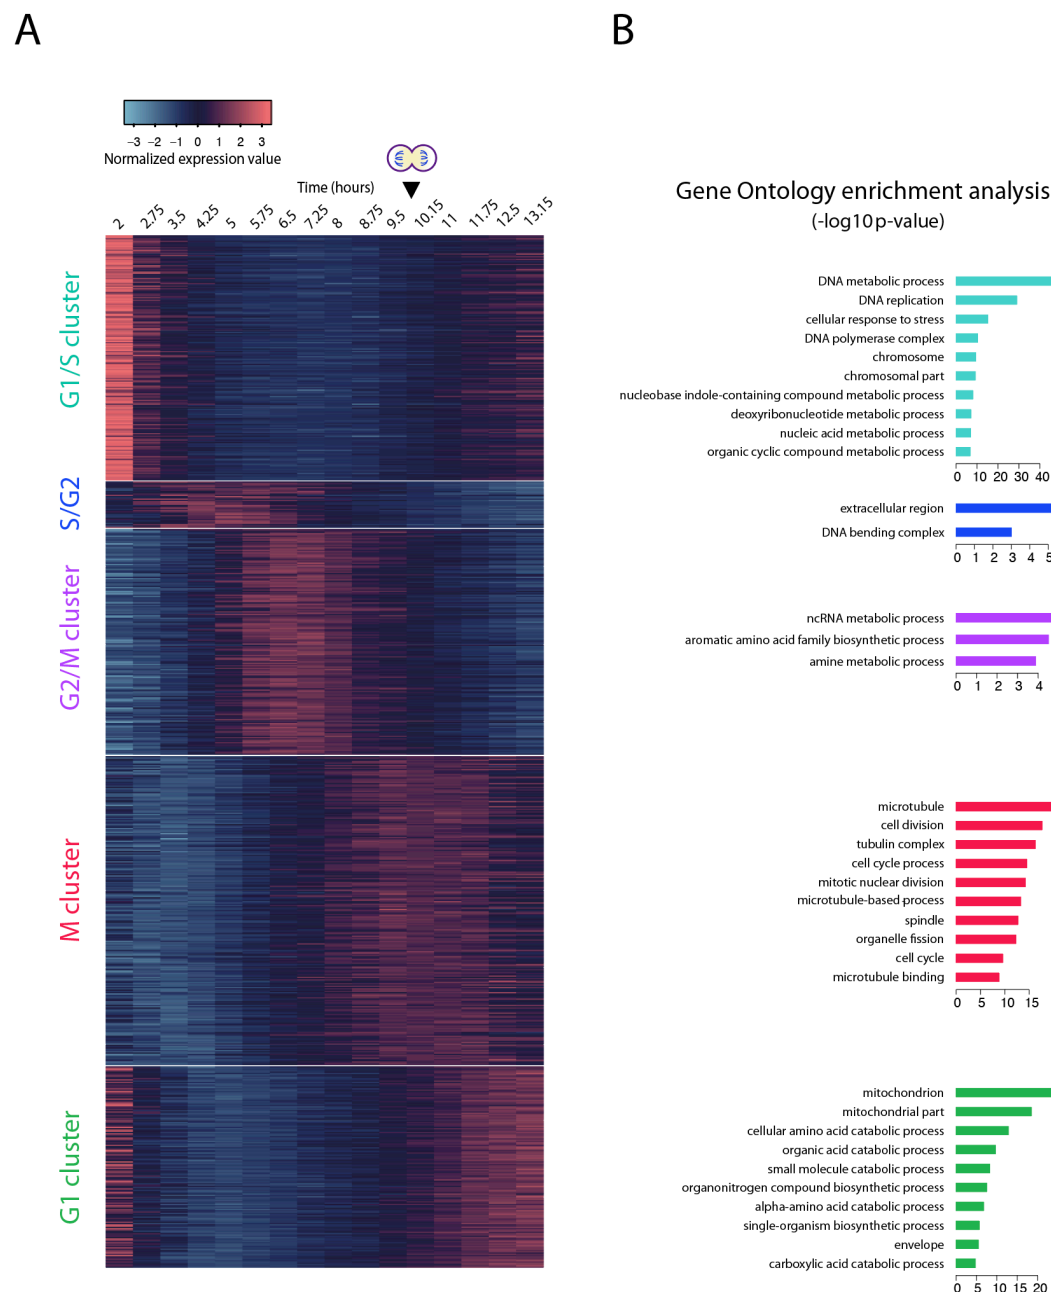 A
B
−3 −2 −1 0 1 2 3
Normalized expression value
Time (hours)
2 2.75 3.5 4.25 5 5.75 6.5 7.25 8 8.75 9.5 10.15 11 11.75 12.5 13.15
G1/S cluster
S/G2
G2/M cluster
M cluster
G1 cluster
Gene Ontology enrichment analysis
(-log10 p-value)
DNA metabolic process
DNA replication
cellular response to stress
DNA polymerase complex
chromosome
chromosomal part
nucleobase indole-containing compound metabolic process
deoxyribonucleotide metabolic process
nucleic acid metabolic process
organic cyclic compound metabolic process
0 10 20 30 40
extracellular region
DNA bending complex
0 1 2 3 4 5
ncRNA metabolic process
aromatic amino acid family biosynthetic process
amine metabolic process
0 1 2 3 4
microtubule
cell division
tubulin complex
cell cycle process
mitotic nuclear division
microtubule-based process
spindle
organelle fission
cell cycle
microtubule binding
0 5 10 15
mitochondrion
mitochondrial part
cellular amino acid catabolic process
organic acid catabolic process
small molecule catabolic process
organonitrogen compound biosynthetic process
alpha-amino acid catabolic process
single-organism biosynthetic process
envelope
carboxylic acid catabolic process
0 5 10 15 20